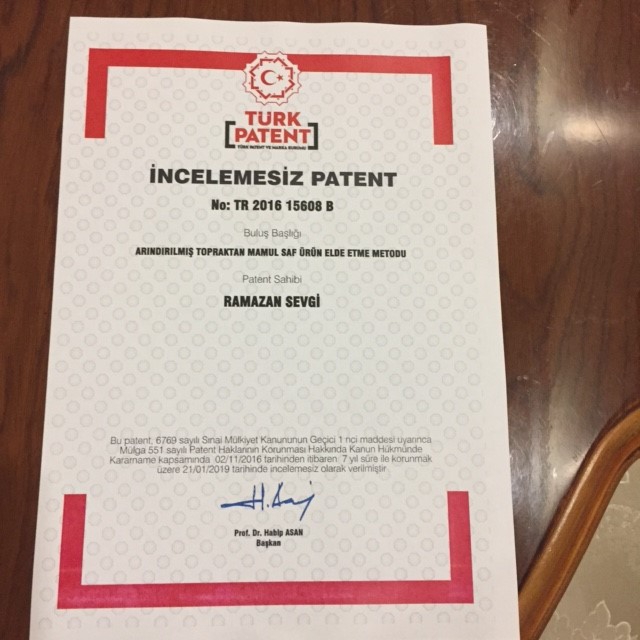 TÜRK
PATENT
TÜRK PATENT VE MARKA KURUMU
İNCELEMESİZ PATENT
No: TR 2016 15608 B
Buluş Başlığı
ARINDIRILMIŞ TOPRAKTAN MAMUL SAF ÜRÜN ELDE ETME METODU
Patent Sahibi
RAMAZAN SEVGİ
Bu patent, 6769 sayılı Sınai Mülkiyet Kanununun Geçici 1 nci maddesi uyarınca
Mülga 551 sayılı Patent Haklarının Korunması Hakkında Kanun Hükmünde
Kararname kapsamında 02/11/2016 tarihinden itibaren 7 yıl süre ile korunmak
üzere 21/01/2019 tarihinde incelemesiz olarak verilmiştir.
Prof. Dr. Habip ASAN
Başkan